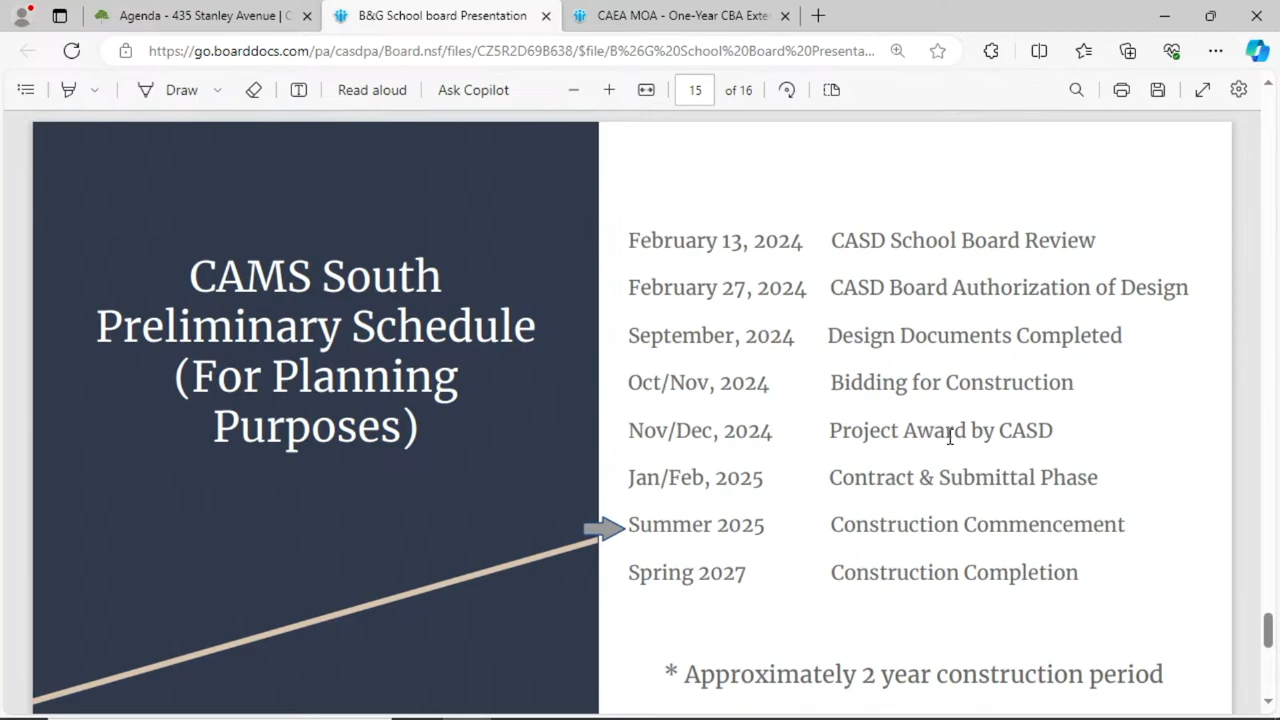 Agenda - 435 Stanley Avenue | C
B&G School board Presentation
CAEA MOA - One-Year CBA Exte
https://go.boarddocs.com/pa/casdpa/Board.nsf/files/CZ5R2D69B638/$file/B%26G%20School%20Board%20Presenta...
Draw
Read aloud
Ask Copilot
15 of 16
CAMS South
Preliminary Schedule
(For Planning
Purposes)
February 13, 2024 CASD School Board Review
February 27, 2024 CASD Board Authorization of Design
September, 2024 Design Documents Completed
Oct/Nov, 2024 Bidding for Construction
Nov/Dec, 2024 Project Award by CASD
Jan/Feb, 2025 Contract & Submittal Phase
Summer 2025 Construction Commencement
Spring 2027 Construction Completion
* Approximately 2 year construction period